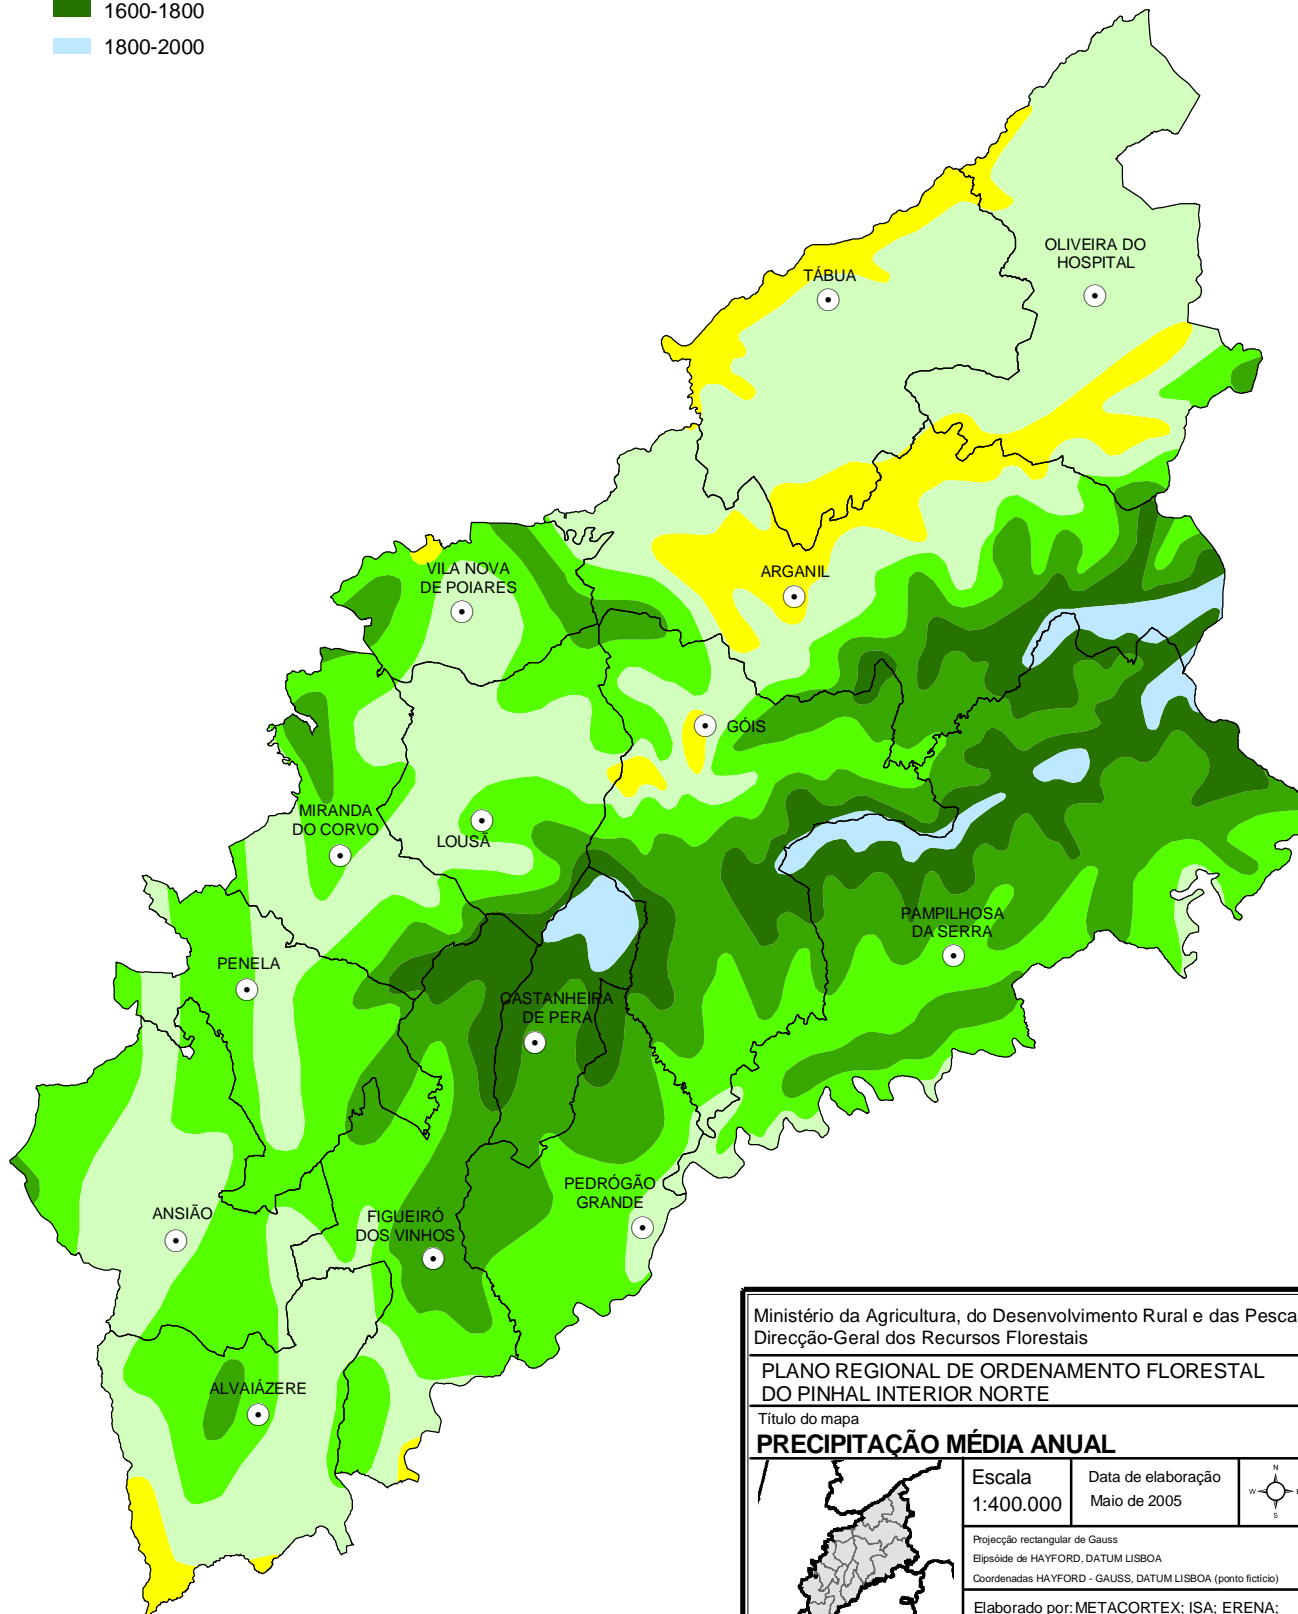 1600-1800
1800-2000
OLIVEIRA DO
HOSPITAL
TÁBUA
VILA NOVA
DE POIARES
ARGANIL
GÓIS
MIRANDA
DO CORVO
LOUSÃ
PAMPILHOSA
DA SERRA
PENELA
CASTANHEIRA
DE PERA
PEDRÓGÃO
GRANDE
ANSIÃO
FIGUEIRÓ
DOS VINHOS
ALVAIÁZERE
Ministério da Agricultura, do Desenvolvimento Rural e das Pesca
Direcção-Geral dos Recursos Florestais
PLANO REGIONAL DE ORDENAMENTO FLORESTAL
DO PINHAL INTERIOR NORTE
Título do mapa
PRECIPITAÇÃO MÉDIA ANUAL
Escala
1:400.000
Data de elaboração
Maio de 2005
N
W E
S
Projecção rectangular de Gauss
Elipsóide de HAYFORD, DATUM LISBOA
Coordenadas HAYFORD - GAUSS, DATUM LISBOA (ponto fictício)
Elaborado por: METACORTEX; ISA; ERENA;